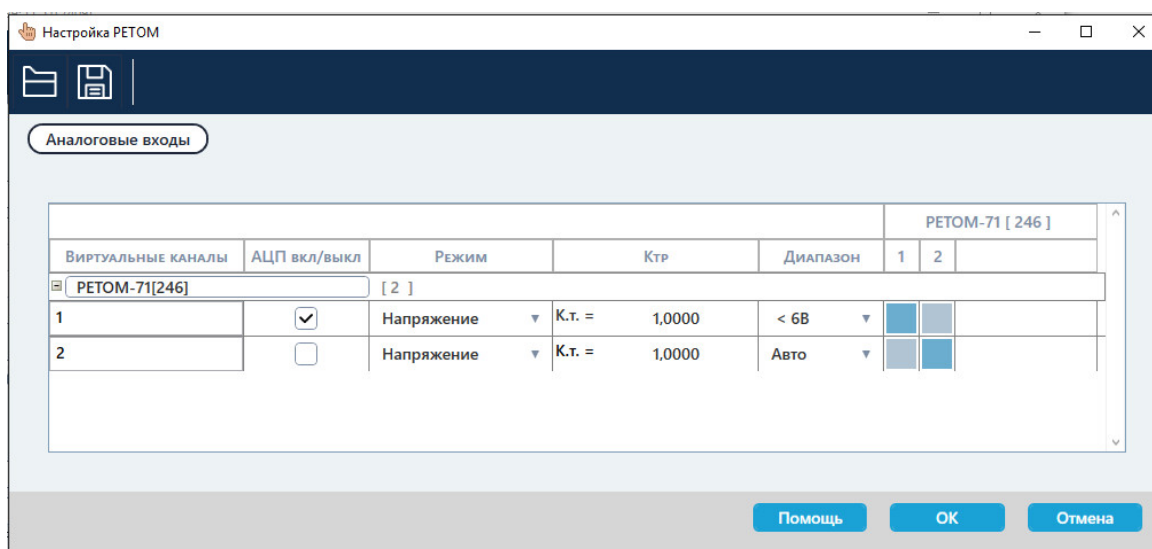 Настройка РЕТОМ
Аналоговые входы
РЕТОМ-71 [ 246 ]
Виртуальные каналы АЦП вкл/выкл Режим Ктр Диапазон 1 2
РЕТОМ-71[246] [ 2 ]
1 Напряжение К.т. = 1,0000 < 6В
2 Напряжение К.т. = 1,0000 Авто
Помощь ОК Отмена